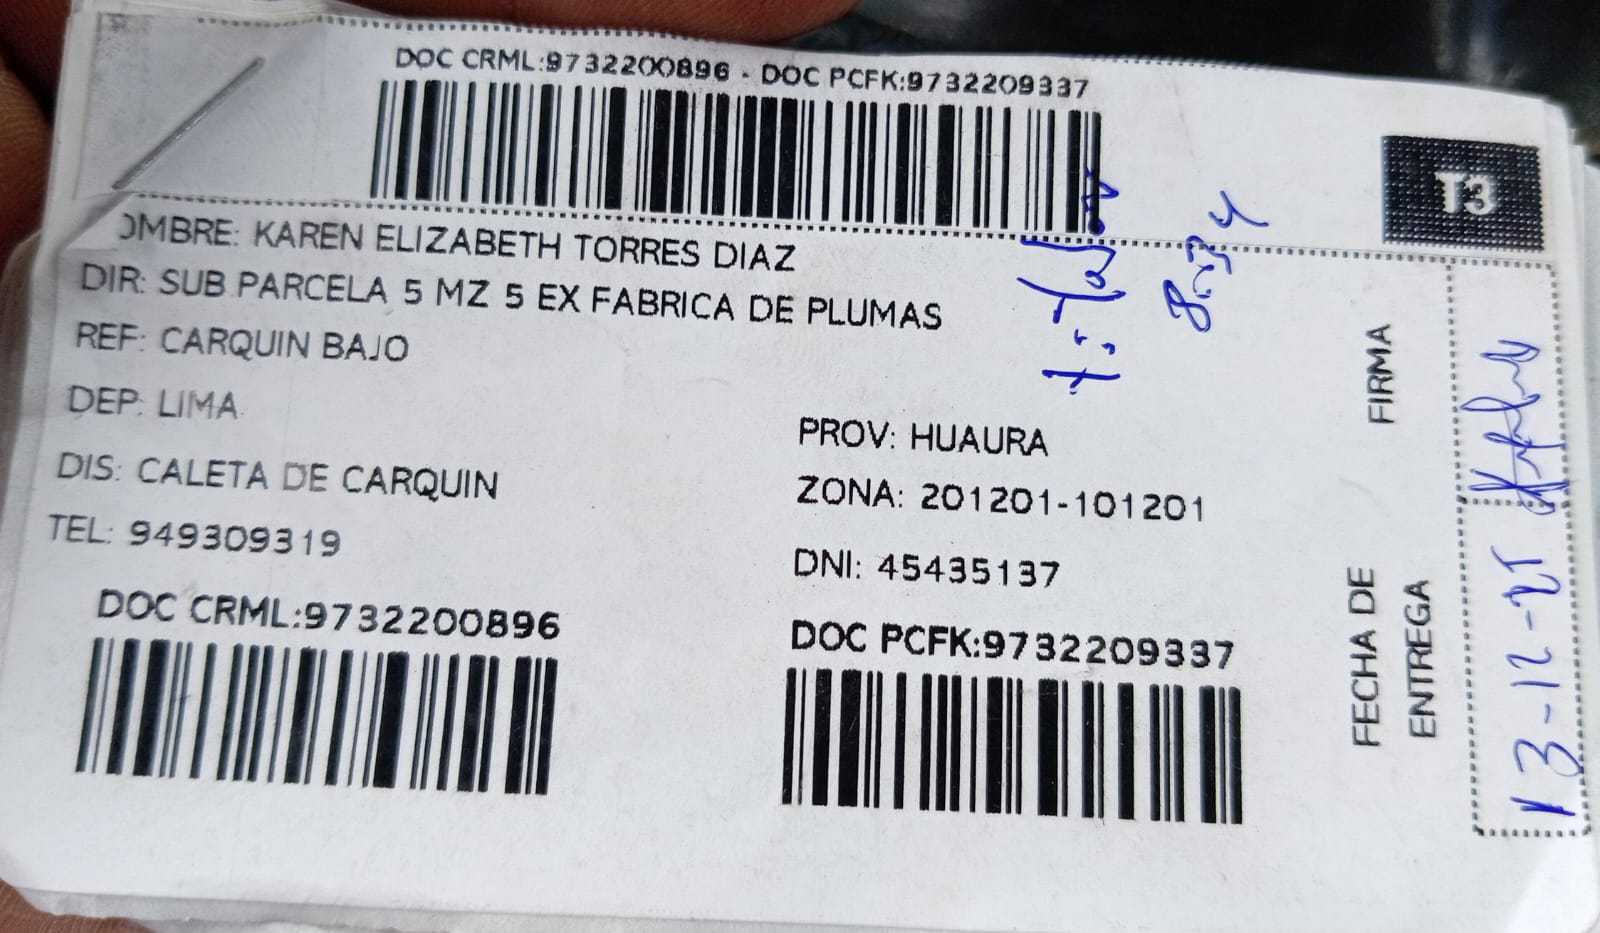 DOC CRML:9732200896 - DOC PCFK:9732209337
T3
OMBRE: KAREN ELIZABETH TORRES DIAZ
DIR: SUB PARCELA 5 MZ 5 EX FABRICA DE PLUMAS
REF: CARQUIN BAJO
DEP: LIMA
PROV: HUAURA
DIS: CALETA DE CARQUIN
ZONA: 201201-101201
TEL: 949309319
DNI: 45435137
DOC CRML:9732200896
DOC PCFK:9732209337
FIRMA
FECHA DE
ENTREGA
13-12-25